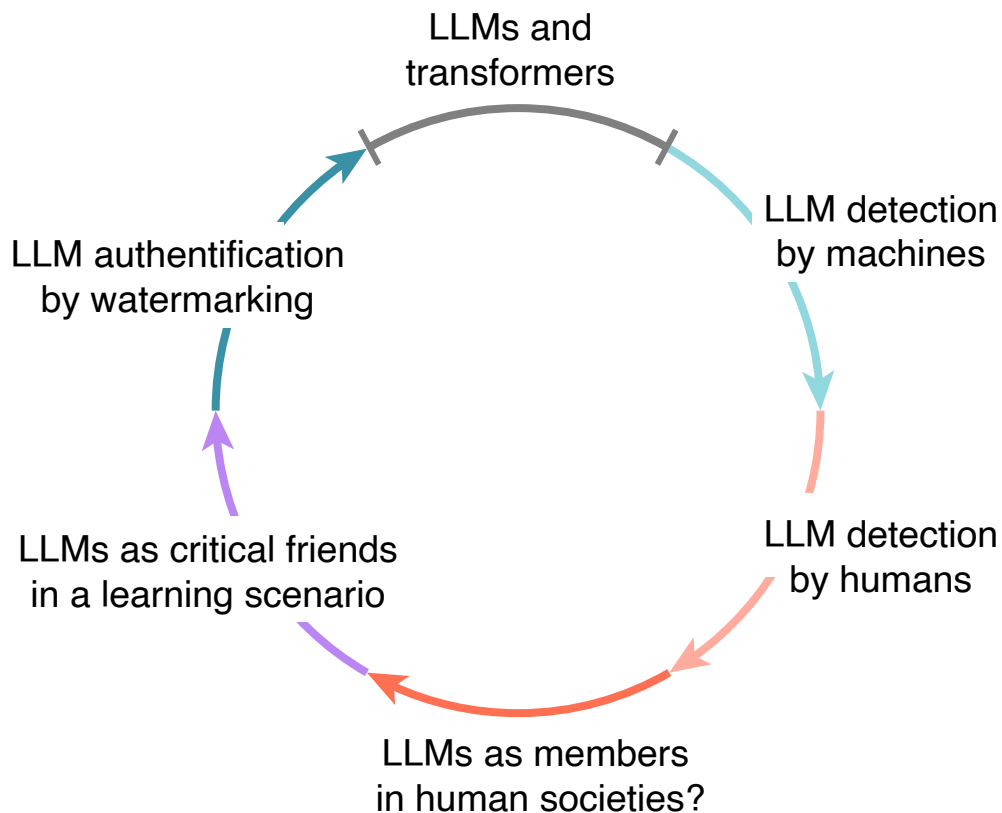 LLMs and
transformers
LLM detection
by machines
LLM detection
by humans
LLMs as members
in human societies?
LLMs as critical friends
in a learning scenario
LLM authentification
by watermarking